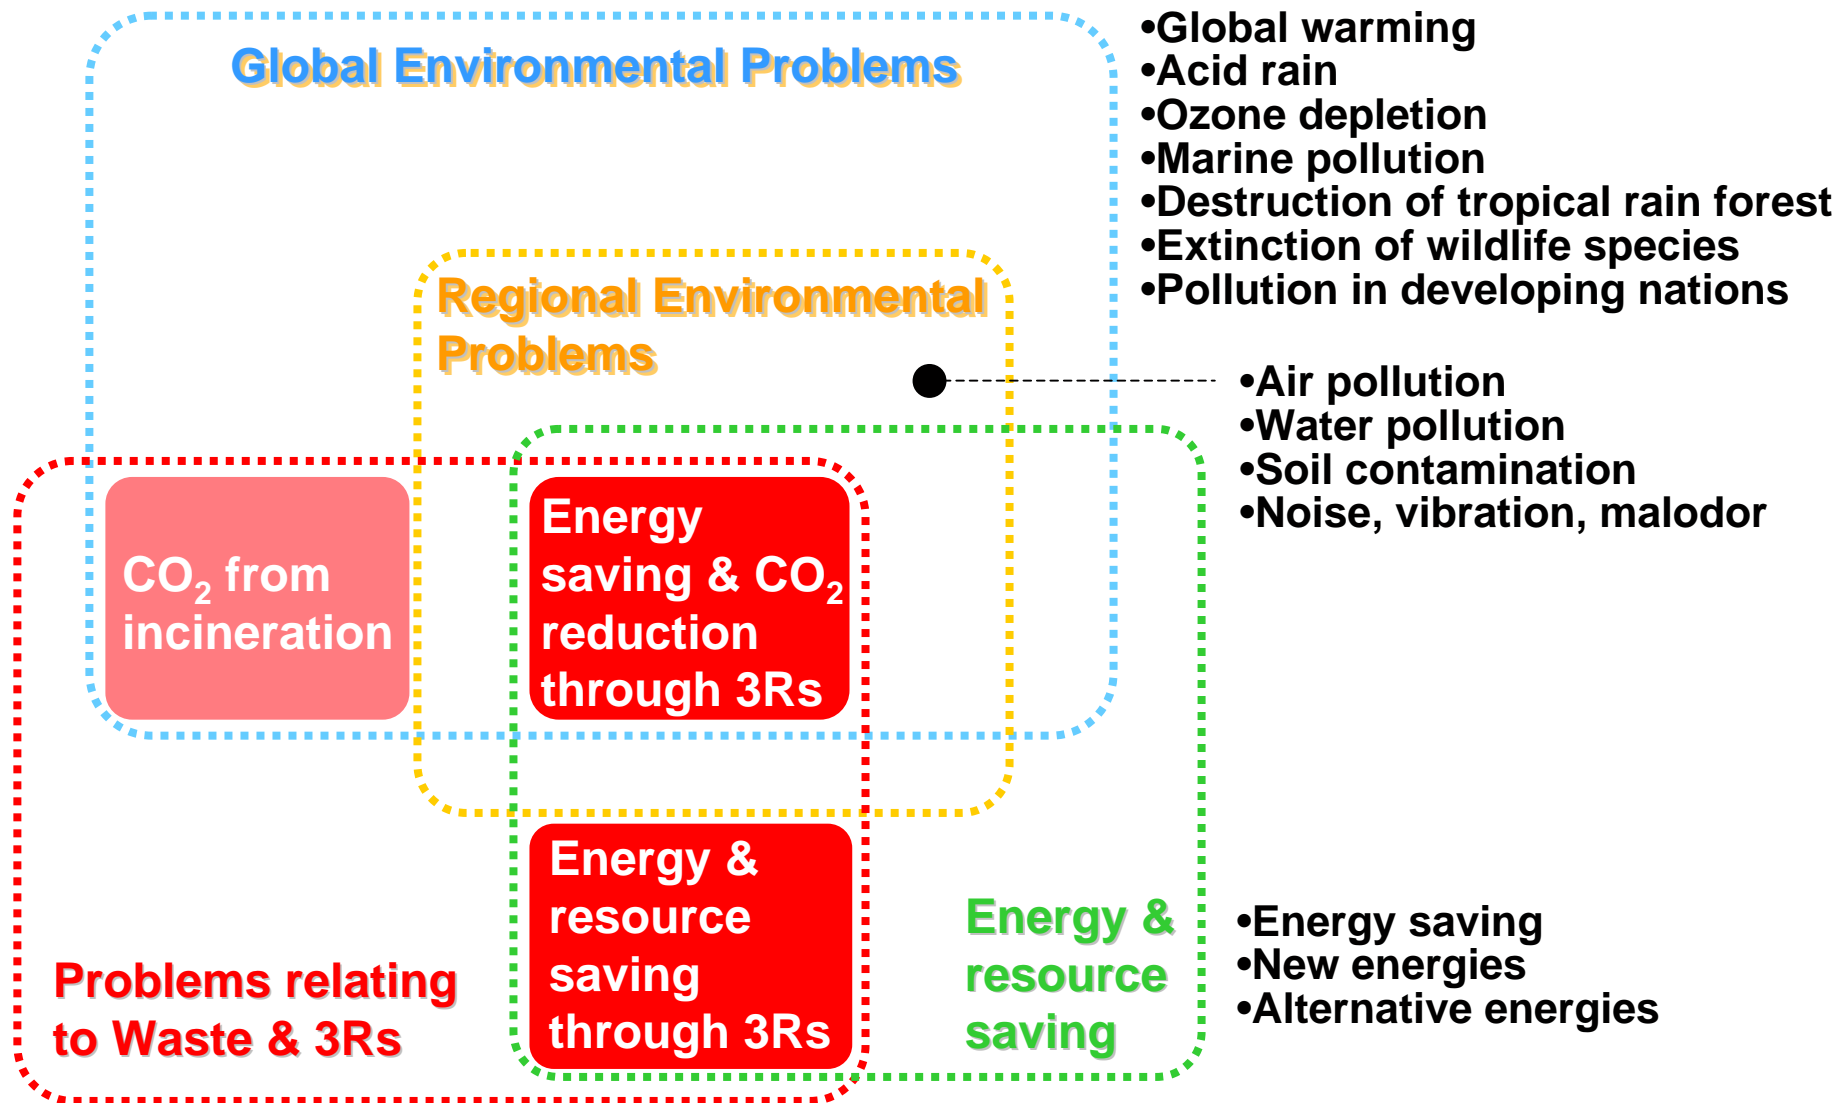 Global Environmental Problems
•Global warming
•Acid rain
•Ozone depletion
•Marine pollution
•Destruction of tropical rain forest
•Extinction of wildlife species
•Pollution in developing nations
Regional Environmental
Problems
•Air pollution
•Water pollution
•Soil contamination
•Noise, vibration, malodor
CO₂ from
incineration
Energy
saving & CO₂
reduction
through 3Rs
Energy &
resource
saving
through 3Rs
Problems relating
to Waste & 3Rs
Energy &
resource
saving
•Energy saving
•New energies
•Alternative energies